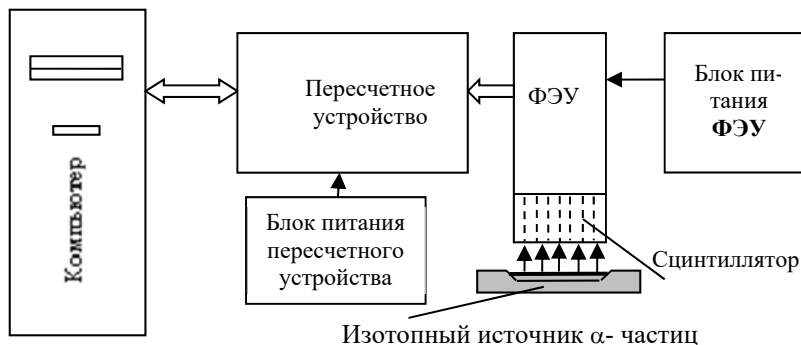 Компьютер
Пересчетное
устройство
ФЭУ
Блок пи-
тания
ФЭУ
Блок питания
пересчетного
устройства
Сцинтиллятор
Изотопный источник α- частиц